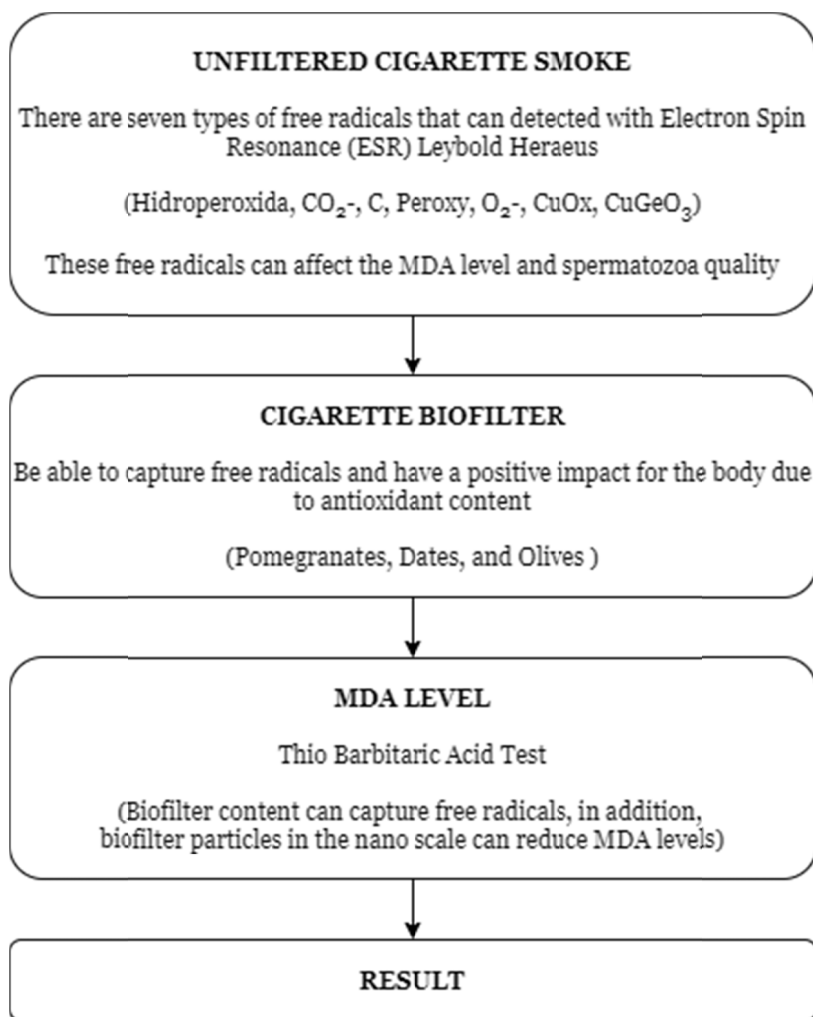 UNFILTERED CIGARETTE SMOKE
There are seven types of free radicals that can detected with Electron Spin
Resonance (ESR) Leybold Heraeus
(Hidroperoxida, CO₂-, C, Peroxy, O₂-, CuOx, CuGeO₃)
These free radicals can affect the MDA level and spermatozoa quality
CIGARETTE BIOFILTER
Be able to capture free radicals and have a positive impact for the body due
to antioxidant content
(Pomegranates, Dates, and Olives )
MDA LEVEL
Thio Barbitaric Acid Test
(Biofilter content can capture free radicals, in addition,
biofilter particles in the nano scale can reduce MDA levels)
RESULT